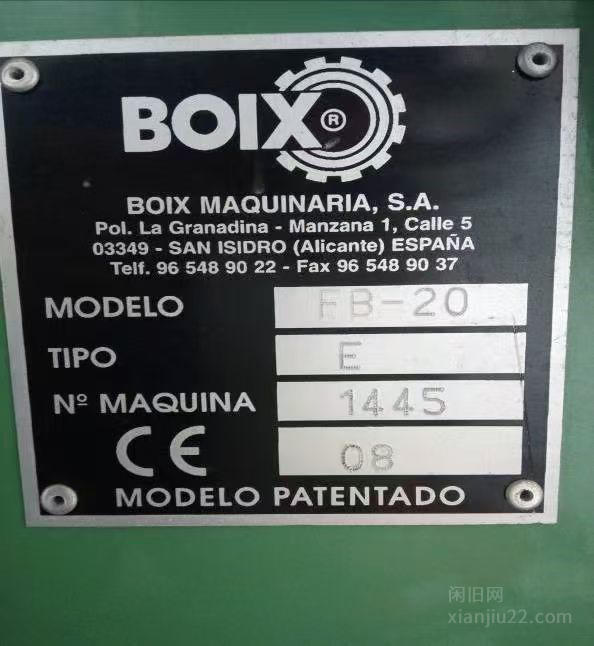 BOIX ®
BOIX MAQUINARIA, S.A.
Pol. La Granadina - Manzana 1, Calle 5
03349 - SAN ISIDRO (Alicante) ESPAÑA
Telf. 96 548 90 22 - Fax 96 548 90 37
MODELO FB-20
TIPO E
Nº MAQUINA 1445
CE 08
MODELO PATENTADO
闲旧网
xianjiu22.com